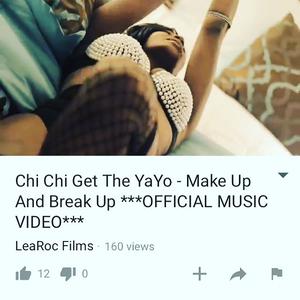 Chi Chi Get The YaYo - Make Up
And Break Up ***OFFICIAL MUSIC
VIDEO***
LeaRoc Films · 160 views
12 0